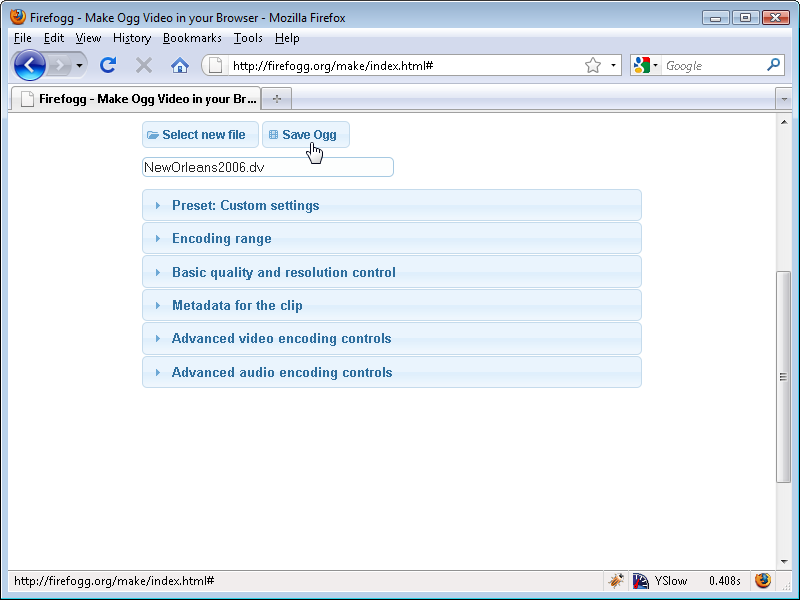 Firefogg - Make Ogg Video in your Browser - Mozilla Firefox
File Edit View History Bookmarks Tools Help
http://firefogg.org/make/index.html# Google
Firefogg - Make Ogg Video in your Br...
Select new file Save Ogg
NewOrleans2006.dv
Preset: Custom settings
Encoding range
Basic quality and resolution control
Metadata for the clip
Advanced video encoding controls
Advanced audio encoding controls
http://firefogg.org/make/index.html# YSlow 0.408s